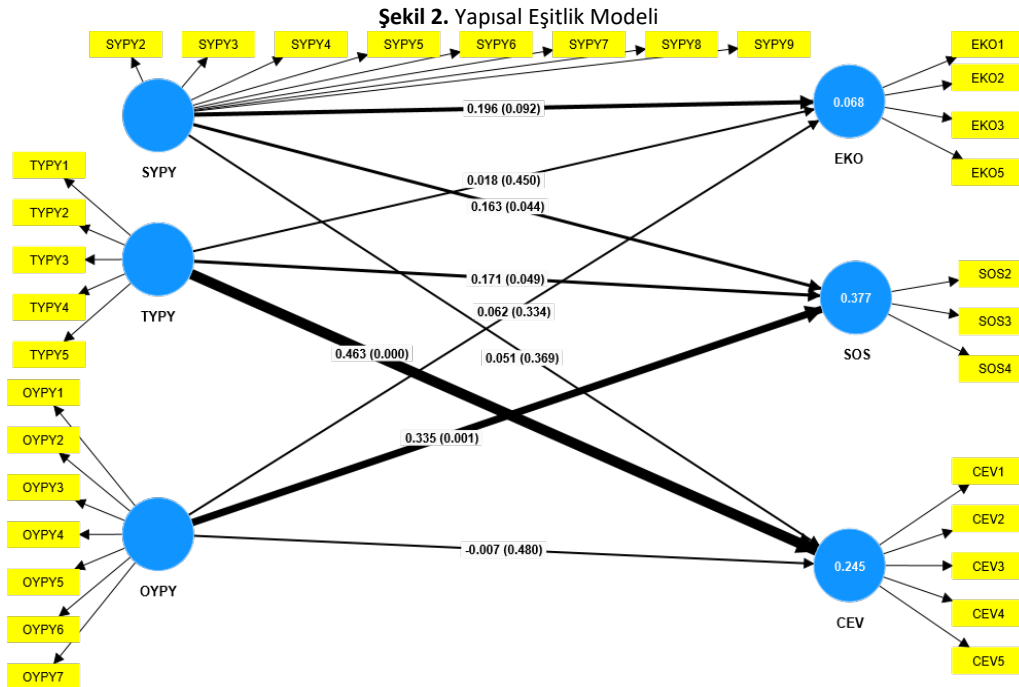 Şekil 2. Yapısal Eşitlik Modeli
SYPY2 SYPY3 SYPY4 SYPY5 SYPY6 SYPY7 SYPY8 SYPY9
SYPY
TYPY1
TYPY2
TYPY3
TYPY4
TYPY5
TYPY
OYPY1
OYPY2
OYPY3
OYPY4
OYPY5
OYPY6
OYPY7
OYPY
0.196 (0.092)
0.018 (0.450)
0.163 (0.044)
0.171 (0.049)
0.062 (0.334)
0.463 (0.000)
0.051 (0.369)
0.335 (0.001)
-0.007 (0.480)
0.068
EKO
EKO1
EKO2
EKO3
EKO5
0.377
SOS
SOS2
SOS3
SOS4
0.245
CEV
CEV1
CEV2
CEV3
CEV4
CEV5